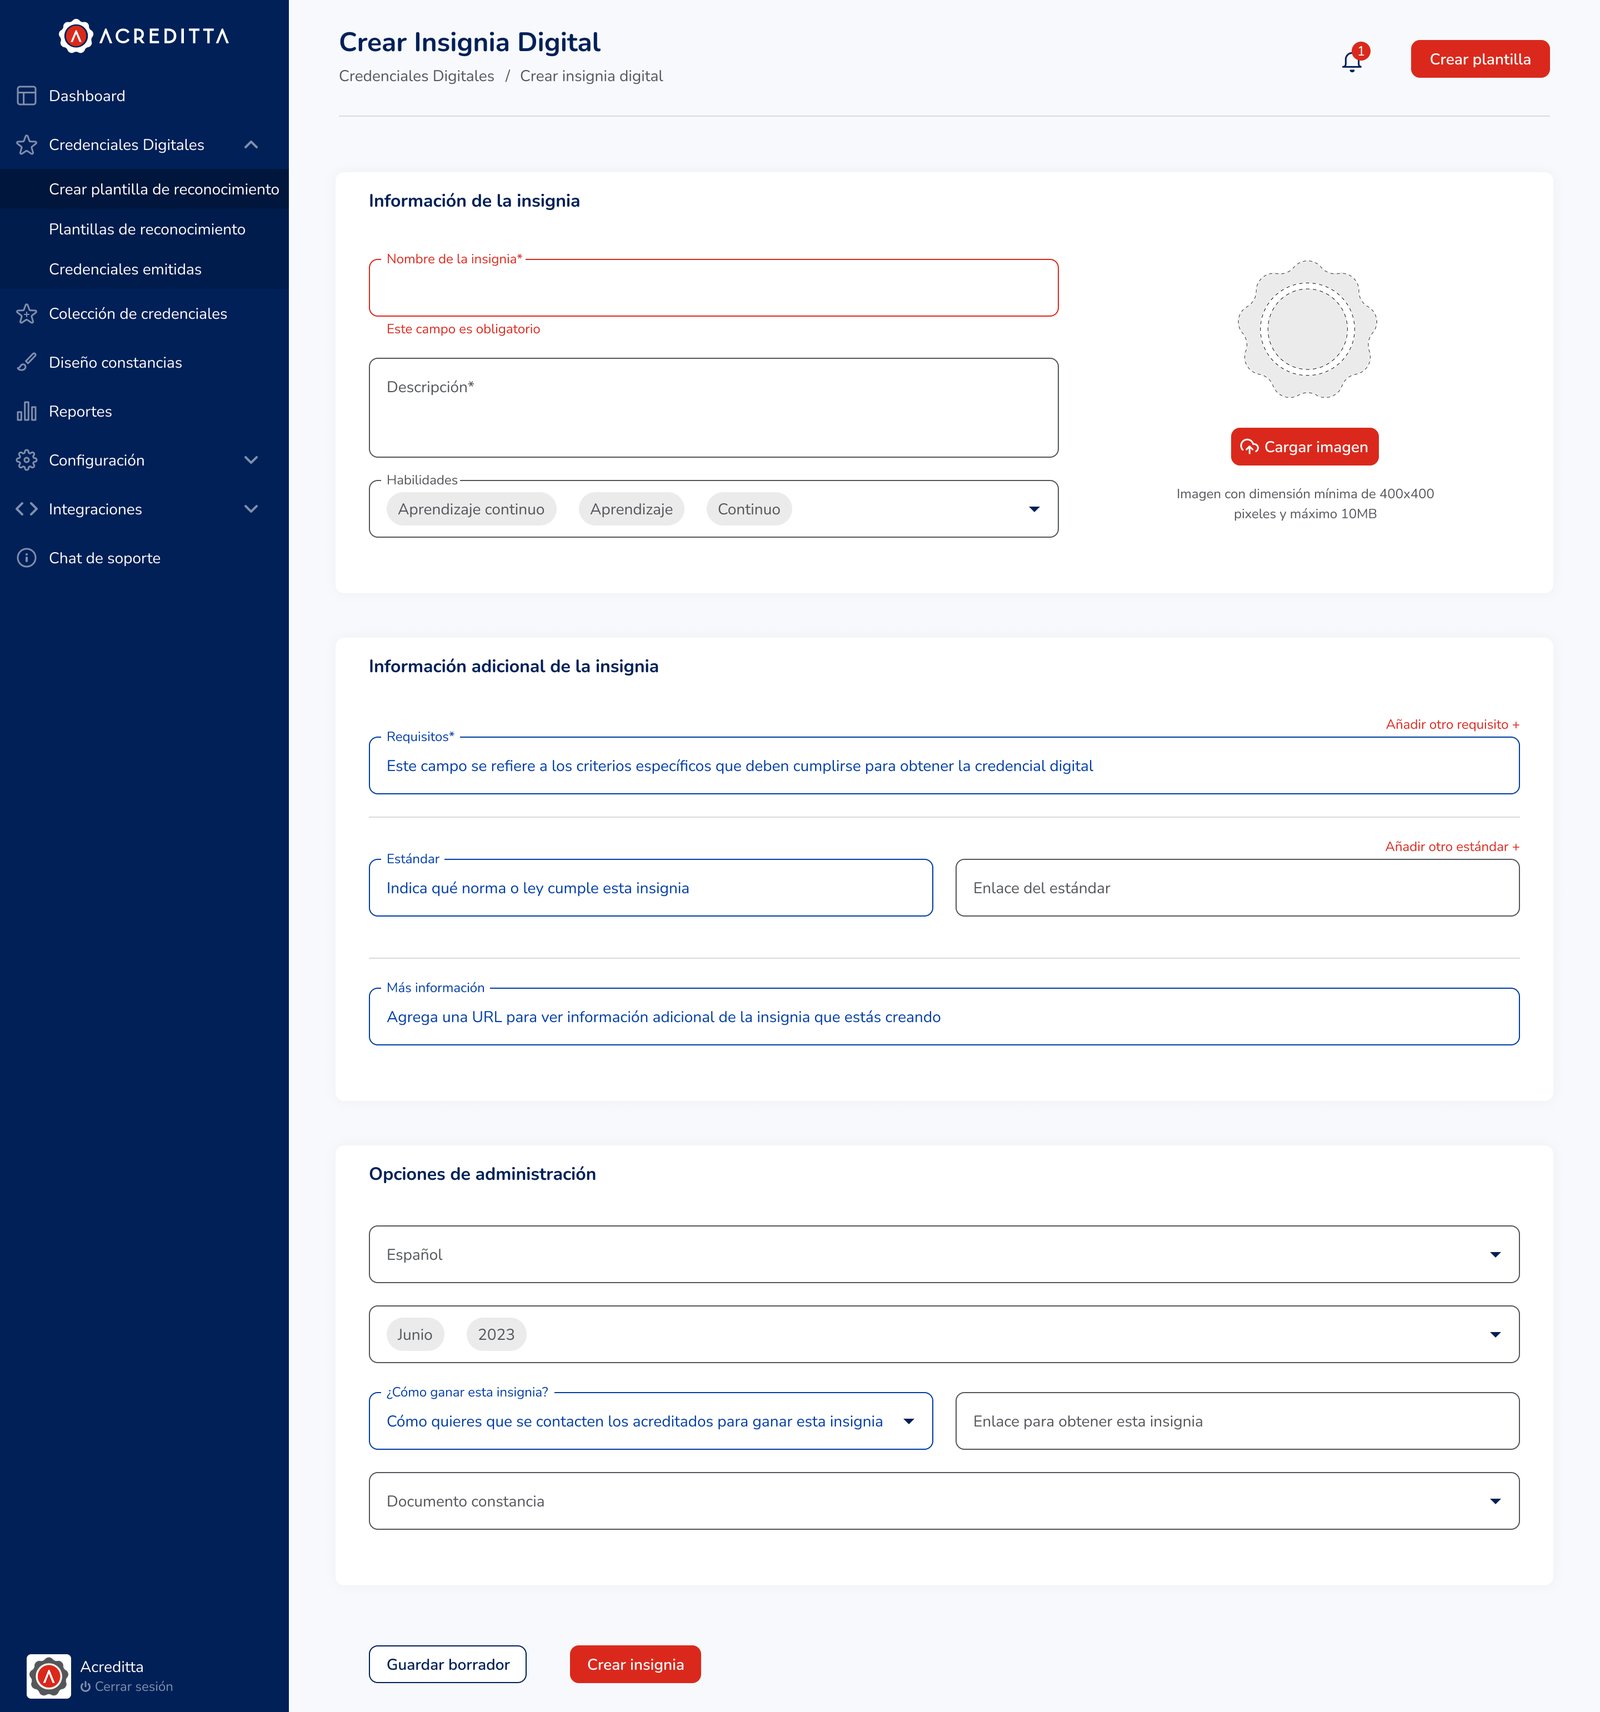 ACREDITTA
Dashboard
Credenciales Digitales
Crear plantilla de reconocimiento
Plantillas de reconocimiento
Credenciales emitidas
Colección de credenciales
Diseño constancias
Reportes
Configuración
Integraciones
Chat de soporte
Acreditta
Cerrar sesión
Crear Insignia Digital
Credenciales Digitales / Crear insignia digital
1
Crear plantilla
Información de la insignia
Nombre de la insignia*
Este campo es obligatorio
Descripción*
Habilidades
Aprendizaje continuo Aprendizaje Continuo
Cargar imagen
Imagen con dimensión mínima de 400x400
pixeles y máximo 10MB
Información adicional de la insignia
Añadir otro requisito +
Requisitos*
Este campo se refiere a los criterios específicos que deben cumplirse para obtener la credencial digital
Añadir otro estándar +
Estándar
Indica qué norma o ley cumple esta insignia
Enlace del estándar
Más información
Agrega una URL para ver información adicional de la insignia que estás creando
Opciones de administración
Español
Junio 2023
¿Cómo ganar esta insignia?
Cómo quieres que se contacten los acreditados para ganar esta insignia
Enlace para obtener esta insignia
Documento constancia
Guardar borrador
Crear insignia